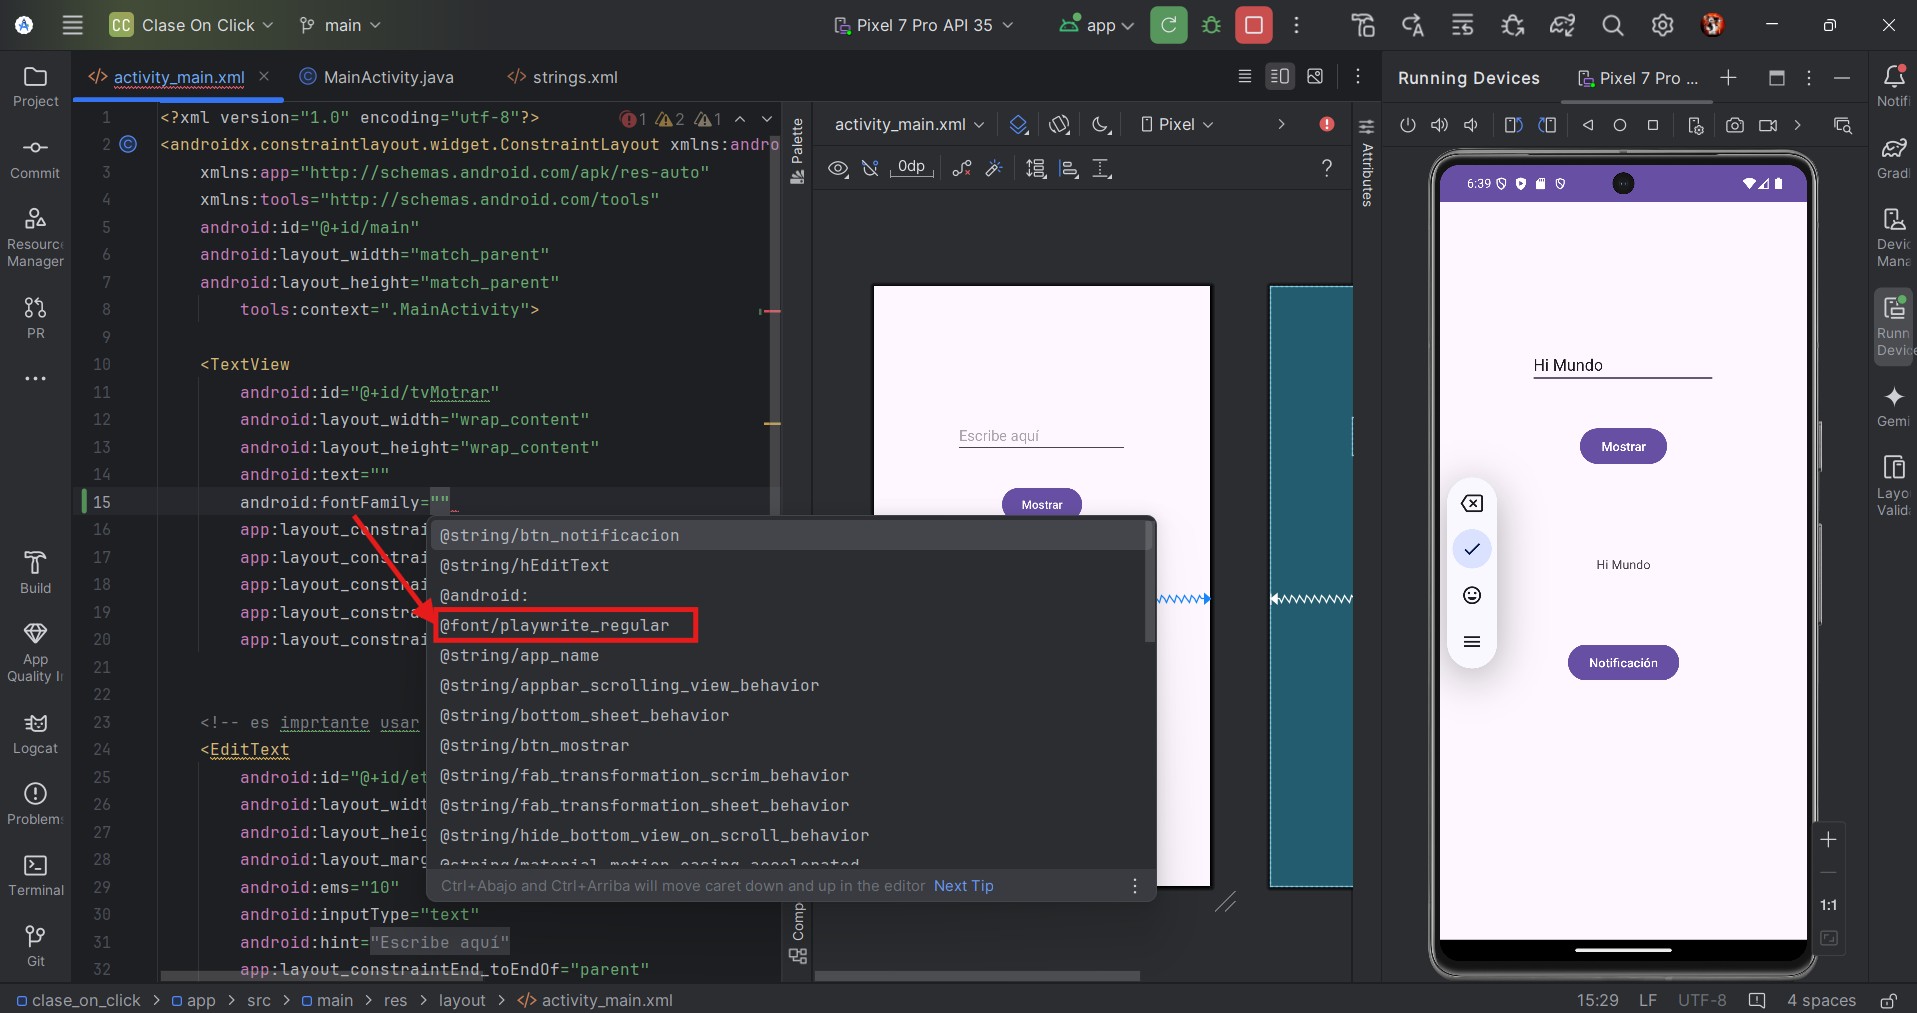 CC Clase On Click
main
Pixel 7 Pro API 35
app
Project
Commit
Resourc
Manager
PR
Build
App
Quality I
Logcat
Problem
Terminal
Git
activity_main.xml
MainActivity.java
strings.xml
1 <?xml version="1.0" encoding="utf-8"?>
1 2 1
2 <androidx.constraintlayout.widget.ConstraintLayout xmlns:andro
3 xmlns:app="http://schemas.android.com/apk/res-auto"
4 xmlns:tools="http://schemas.android.com/tools"
5 android:id="@+id/main"
6 android:layout_width="match_parent"
7 android:layout_height="match_parent"
8 tools:context=".MainActivity">
9
10 <TextView
11 android:id="@+id/tvMotrar"
12 android:layout_width="wrap_content"
13 android:layout_height="wrap_content"
14 android:text=""
15 android:fontFamily=""
16 app:layout_constrai
17 app:layout_constrai
18 app:layout_constrai
19 app:layout_constra
20 app:layout_constrai
21
22
23 <!-- es imprtante usar
24 <EditText
25 android:id="@+id/et
26 android:layout_widt
27 android:layout_heig
28 android:layout_marg
29 android:ems="10"
30 android:inputType="text"
31 android:hint="Escribe aquí"
32 app:layout_constraintEnd_toEndOf="parent"
@string/btn_notificacion
@string/hEditText
@android:
@font/playwrite_regular
@string/app_name
@string/appbar_scrolling_view_behavior
@string/bottom_sheet_behavior
@string/btn_mostrar
@string/fab_transformation_scrim_behavior
@string/fab_transformation_sheet_behavior
@string/hide_bottom_view_on_scroll_behavior
@string/material_motion_easing_accelerated
Ctrl+Abajo and Ctrl+Arriba will move caret down and up in the editor Next Tip
Palette
Comp
activity_main.xml
Pixel
0dp
?
Escribe aquí
Mostrar
Attributes
Running Devices
Pixel 7 Pro ...
6:39
Hi Mundo
Mostrar
Hi Mundo
Notificación
1:1
Notifi
Gradl
Devic
Mana
Runn
Device
Gemi
Layou
Valida
clase_on_click > app > src > main > res > layout > activity_main.xml
15:29 LF UTF-8 4 spaces